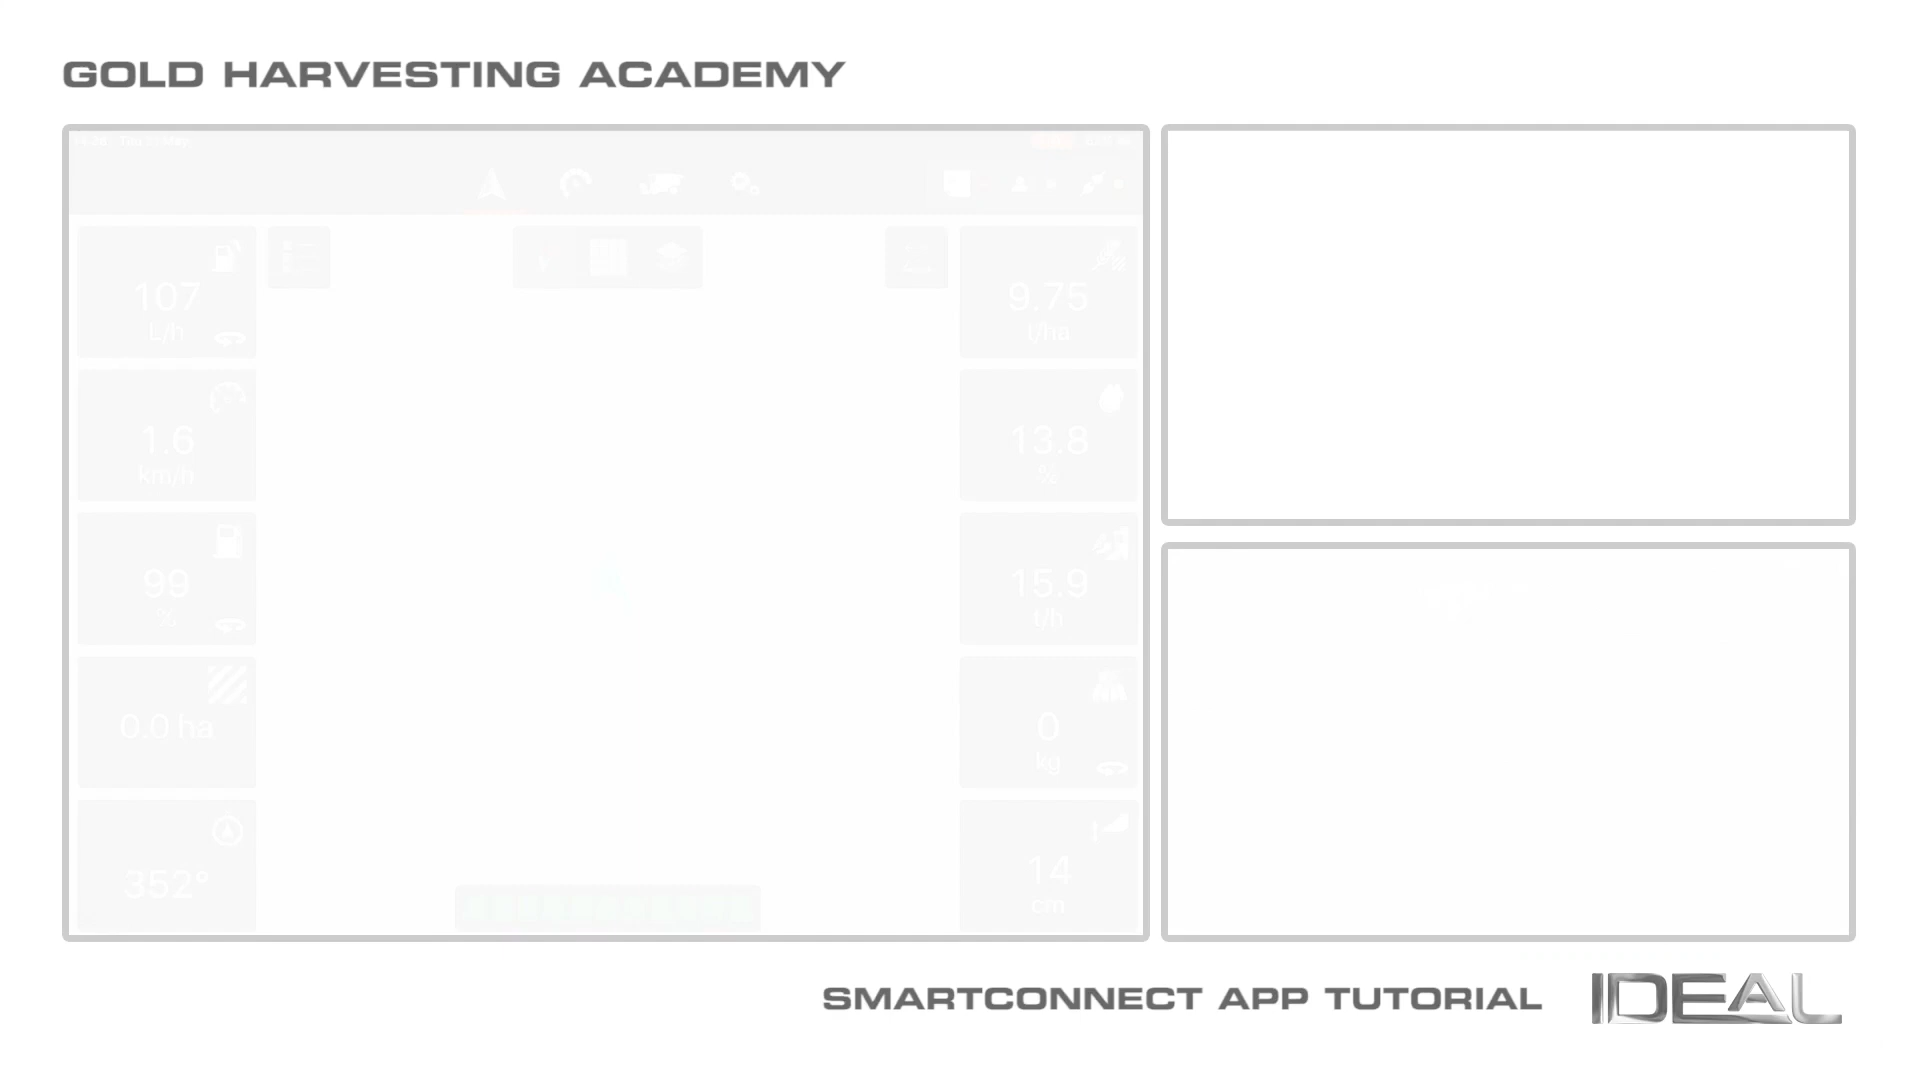 GOLD HARVESTING ACADEMY
107
L/h
1.6
km/h
99
%
0.0 ha
352°
9.75
t/ha
13.8
%
15.9
t/h
0
kg
14
cm
SMARTCONNECT APP TUTORIAL
IDEAL